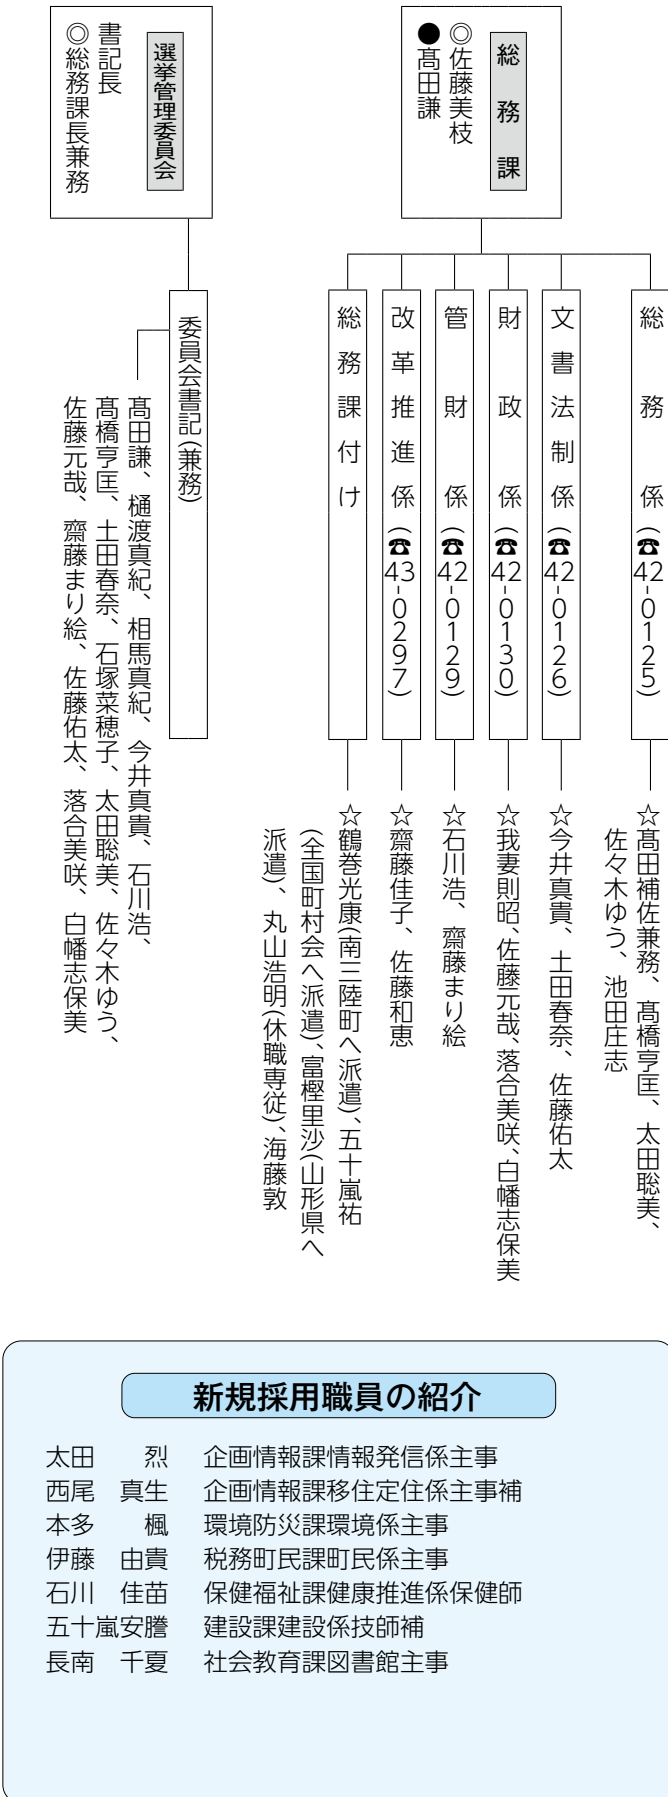 総務課
◎佐藤美枝
●髙田謙
総務係(☎42-0125)
☆髙田補佐兼務、髙橋亨匡、太田聡美、
佐々木ゆう、池田庄志
文書法制係(☎42-0126)
☆今井真貴、土田春奈、佐藤佑太
財政係(☎42-0130)
☆我妻則昭、佐藤元哉、落合美咲、白幡志保美
管財係(☎42-0129)
☆石川浩、齋藤まり絵
改革推進係(☎43-0297)
☆齋藤佳子、佐藤和恵
総務課付け
☆鶴巻光康(南三陸町へ派遣)、五十嵐祐
(全国町村会へ派遣)、富樫里沙(山形県へ
派遣)、丸山浩明(休職専従)、海藤敦
選挙管理委員会
書記長
◎総務課長兼務
委員会書記(兼務)
髙田謙、樋渡真紀、相馬真紀、今井真貴、石川浩、
髙橋亨匡、土田春奈、石塚菜穂子、太田聡美、佐々木ゆう、
佐藤元哉、齋藤まり絵、佐藤佑太、落合美咲、白幡志保美
新規採用職員の紹介
太田　烈　企画情報課情報発信係主事
西尾　真生　企画情報課移住定住係主事補
本多　楓　環境防災課環境係主事
伊藤　由貴　税務町民課町民係主事
石川　佳苗　保健福祉課健康推進係保健師
五十嵐安謄　建設課建設係技師補
長南　千夏　社会教育課図書館主事